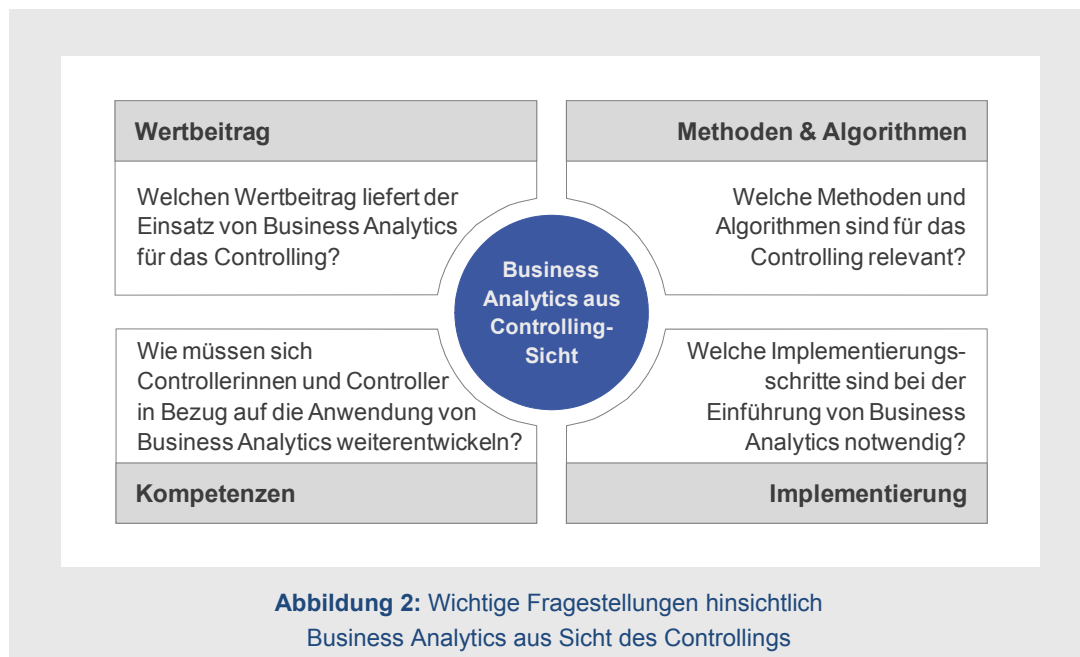 Wertbeitrag
Welchen Wertbeitrag liefert der
Einsatz von Business Analytics
für das Controlling?
Methoden & Algorithmen
Welche Methoden und
Algorithmen sind für das
Controlling relevant?
Business
Analytics aus
Controlling-
Sicht
Wie müssen sich
Controllerinnen und Controller
in Bezug auf die Anwendung von
Business Analytics weiterentwickeln?
Kompetenzen
Welche Implementierungs-
schritte sind bei der
Einführung von Business
Analytics notwendig?
Implementierung
Abbildung 2: Wichtige Fragestellungen hinsichtlich
Business Analytics aus Sicht des Controllings